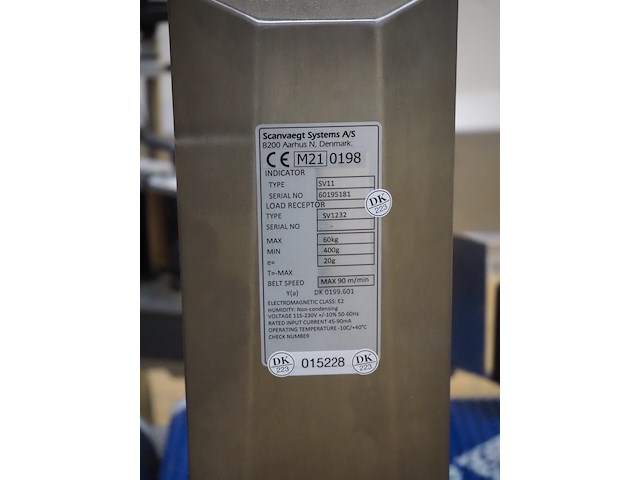 Scanvaegt Systems A/S
8200 Aarhus N, Denmark.
CE M21 0198
INDICATOR
TYPE SV11
SERIAL NO 60195181
LOAD RECEPTOR
DK 223
TYPE SV1232
SERIAL NO -
MAX 60kg
MIN 400g
e= 20g
T=-MAX
BELT SPEED MAX 90 m/min
Y(a) DK 0199.601
ELECTROMAGNETIC CLASS: E2
HUMIDITY: Non-condensing
VOLTAGE 115-230V +/-10% 50-60Hz
RATED INPUT CURRENT 45-90mA
OPERATING TEMPERATURE -10C/+40°C
CHECK NUMBER
DK 223 015228 DK 223